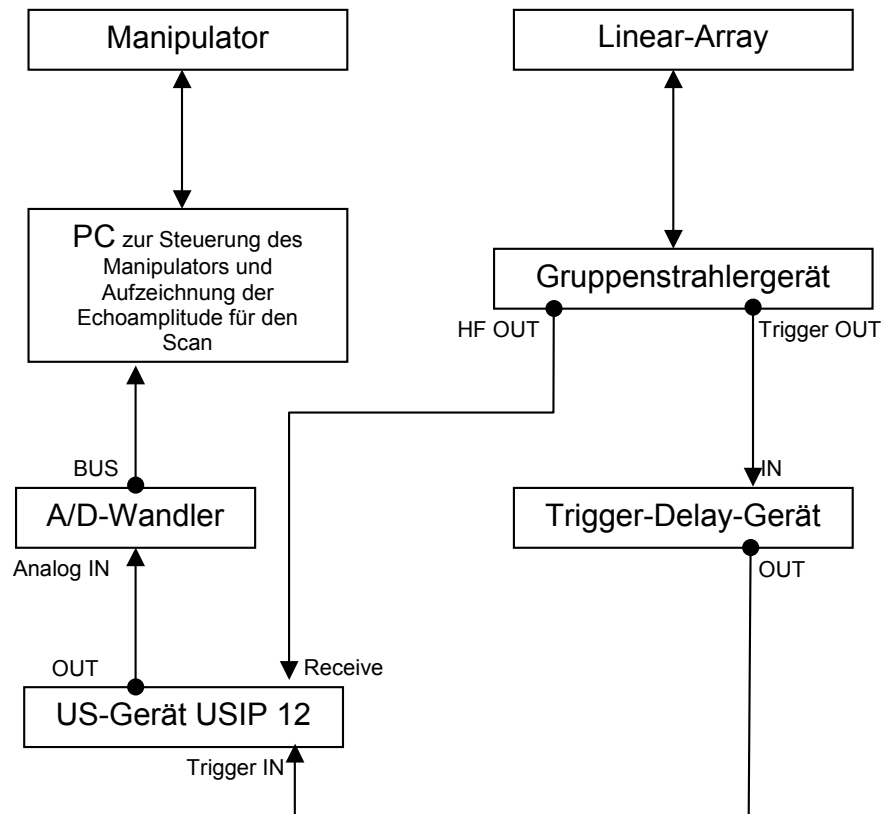 Manipulator
Linear-Array
PC zur Steuerung des
Manipulators und
Aufzeichnung der
Echoamplitude für den
Scan
Gruppenstrahlergerät
HF OUT
Trigger OUT
BUS
IN
A/D-Wandler
Trigger-Delay-Gerät
Analog IN
OUT
OUT
Receive
US-Gerät USIP 12
Trigger IN